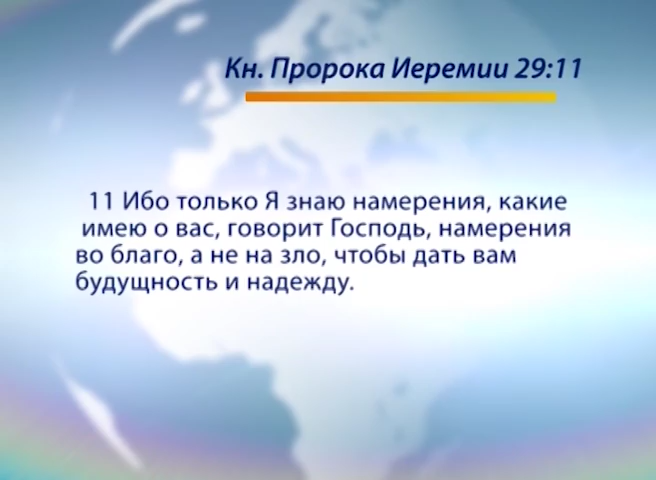 Кн. Пророка Иеремии 29:11
11 Ибо только Я знаю намерения, какие
имею о вас, говорит Господь, намерения
во благо, а не на зло, чтобы дать вам
будущность и надежду.